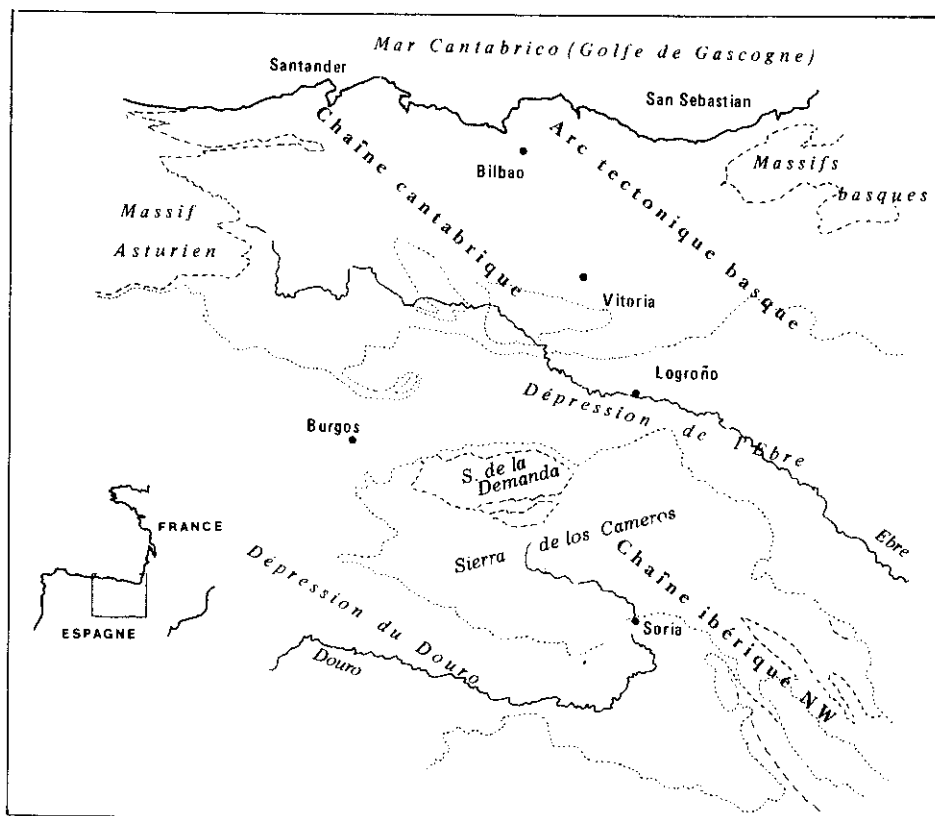 Mar Cantabrico (Golfe de Gascogne)
Santander
San Sebastian
Chaîne cantabrique
Arc tectonique basque
Bilbao
Massifs
basques
Massif
Asturien
Vitoria
Logroño
Dépression de l'Ebre
Burgos
S. de la
Demanda
Sierra de los Cameros
Ebre
Chaîne ibériqué NW
FRANCE
ESPAGNE
Dépression du Douro
Soria
Douro